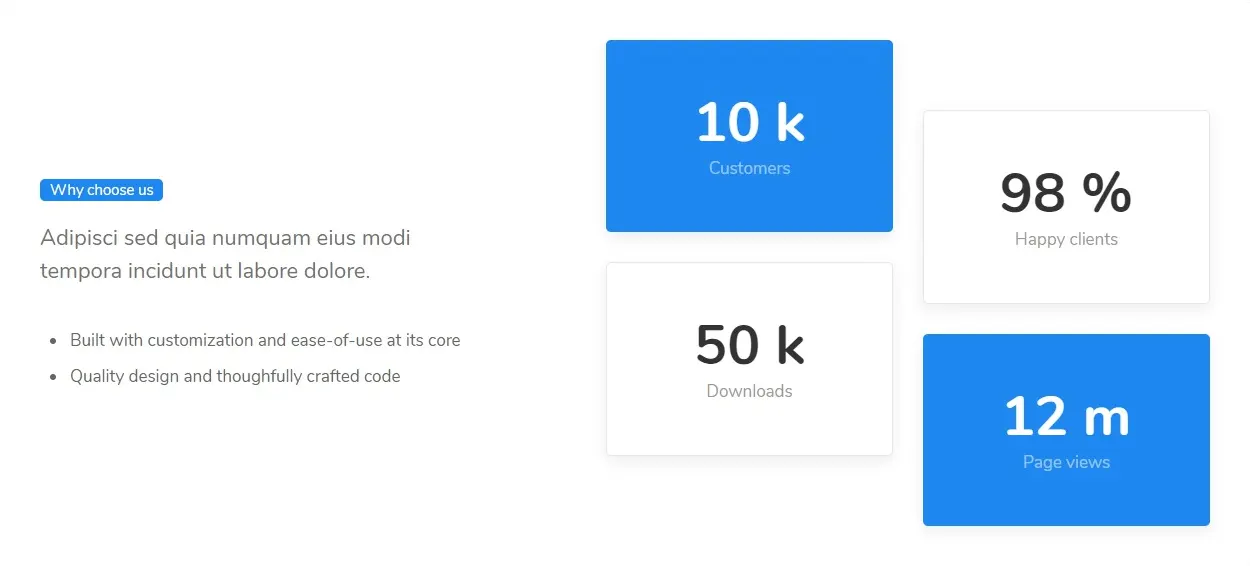 Why choose us
Adipisci sed quia numquam eius modi
tempora incidunt ut labore dolore.
Built with customization and ease-of-use at its core
Quality design and thoughfully crafted code
10 k
Customers
50 k
Downloads
98 %
Happy clients
12 m
Page views